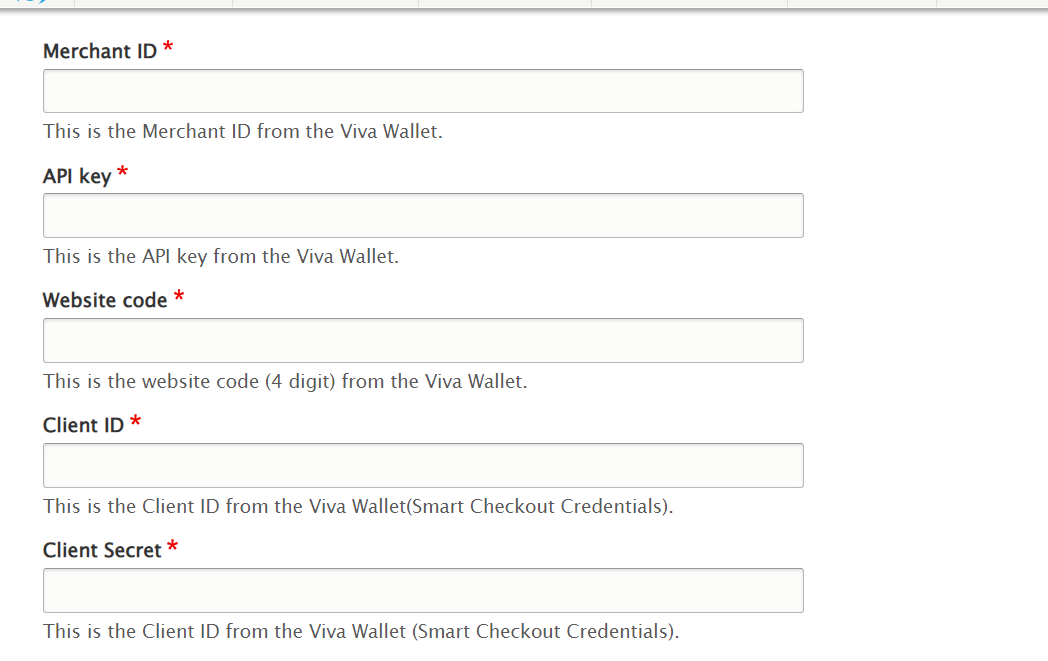 Merchant ID *
This is the Merchant ID from the Viva Wallet.
API key *
This is the API key from the Viva Wallet.
Website code *
This is the website code (4 digit) from the Viva Wallet.
Client ID *
This is the Client ID from the Viva Wallet(Smart Checkout Credentials).
Client Secret *
This is the Client ID from the Viva Wallet (Smart Checkout Credentials).